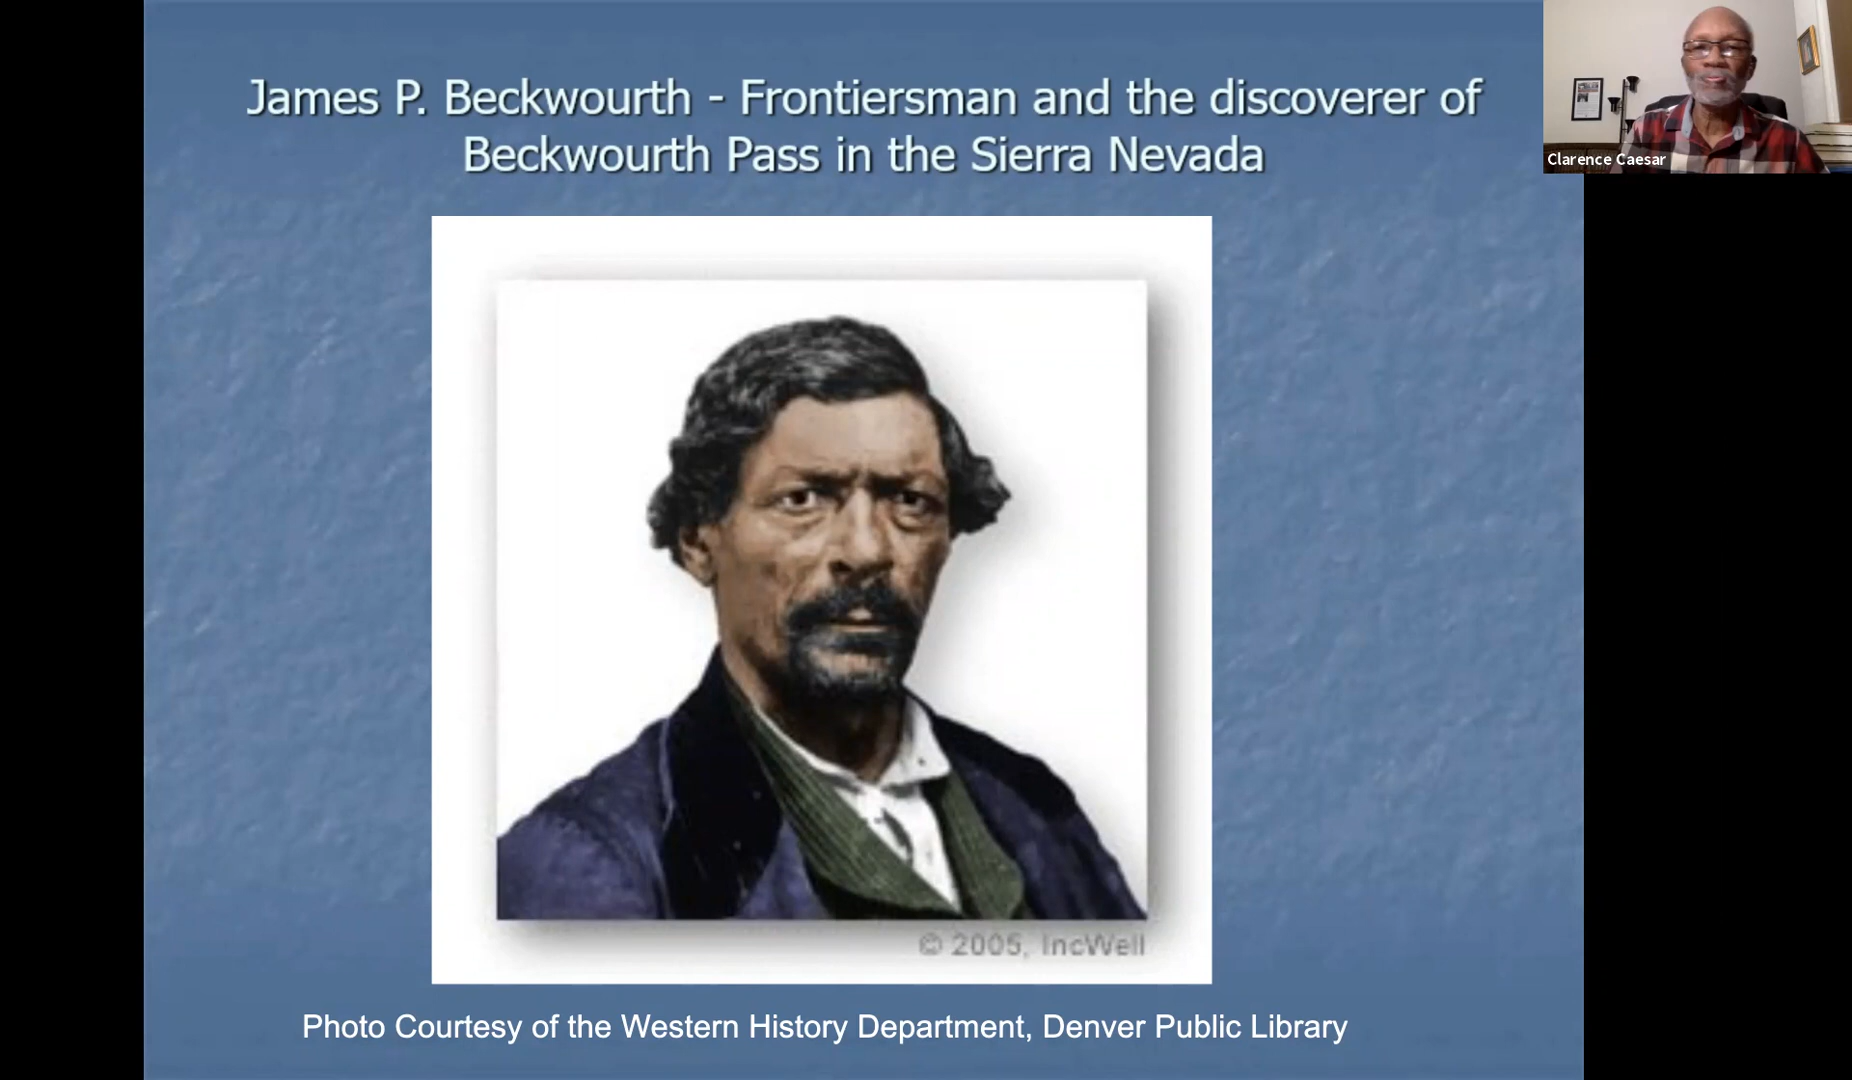 James P. Beckwourth - Frontiersman and the discoverer of
Beckwourth Pass in the Sierra Nevada
Clarence Caesar
© 2005, IncWell
Photo Courtesy of the Western History Department, Denver Public Library